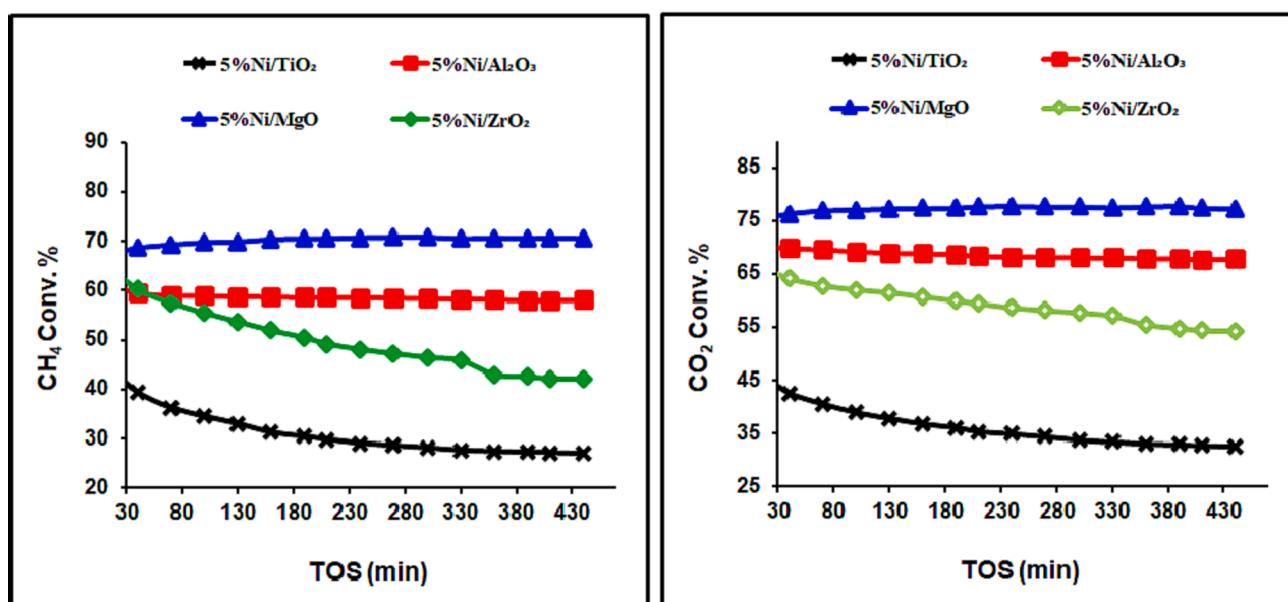 5%Ni/TiO₂
5%Ni/Al₂O₃
5%Ni/MgO
5%Ni/ZrO₂
90
80
70
60
50
40
30
20
CH₄ Conv. %
30 80 130 180 230 280 330 380 430
TOS (min)
5%Ni/TiO₂
5%Ni/Al₂O₃
5%Ni/MgO
5%Ni/ZrO₂
85
75
65
55
45
35
25
CO₂ Conv. %
30 80 130 180 230 280 330 380 430
TOS (min)